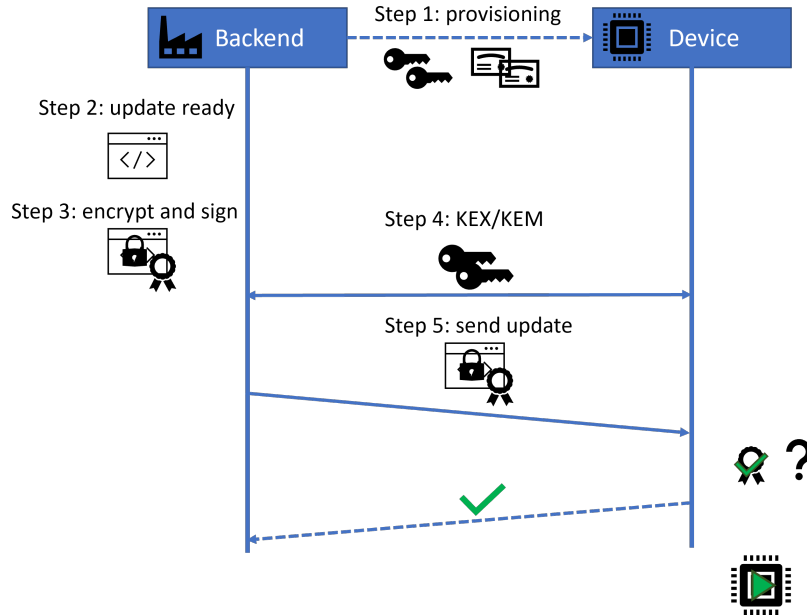 Step 1: provisioning
Backend
Device
Step 2: update ready
</>
Step 3: encrypt and sign
Step 4: KEX/KEM
Step 5: send update
?